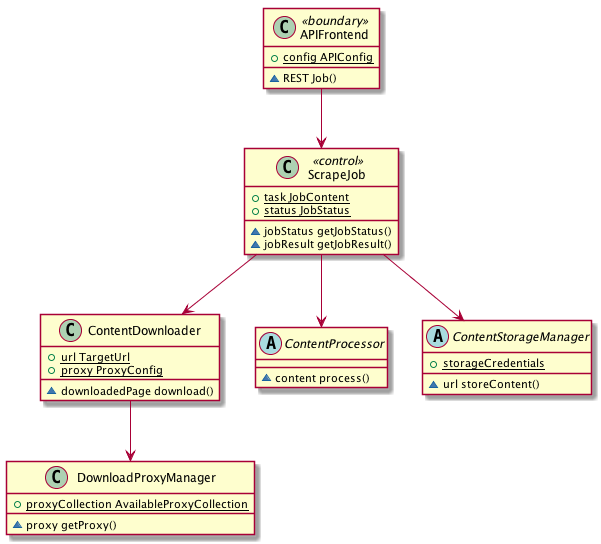 C
«boundary»
APIFrontend
config APIConfig
REST Job()
C
«control»
ScrapeJob
task JobContent
status JobStatus
jobStatus getJobStatus()
jobResult getJobResult()
C ContentDownloader
url TargetUrl
proxy ProxyConfig
downloadedPage download()
A ContentProcessor
content process()
A ContentStorageManager
storageCredentials
url storeContent()
C DownloadProxyManager
proxyCollection AvailableProxyCollection
proxy getProxy()